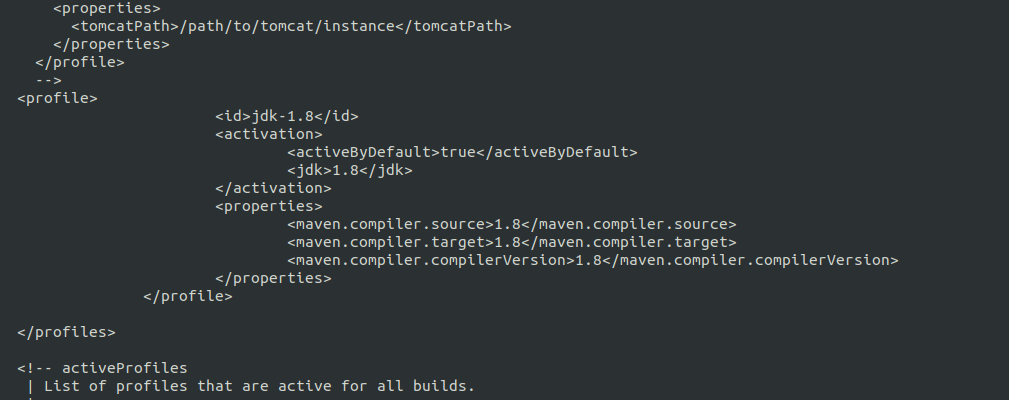 <properties>
<tomcatPath>/path/to/tomcat/instance</tomcatPath>
</properties>
</profile>
-->
<profile>
<id>jdk-1.8</id>
<activation>
<activeByDefault>true</activeByDefault>
<jdk>1.8</jdk>
</activation>
<properties>
<maven.compiler.source>1.8</maven.compiler.source>
<maven.compiler.target>1.8</maven.compiler.target>
<maven.compiler.compilerVersion>1.8</maven.compiler.compilerVersion>
</properties>
</profile>
</profiles>
<!-- activeProfiles
| List of profiles that are active for all builds.